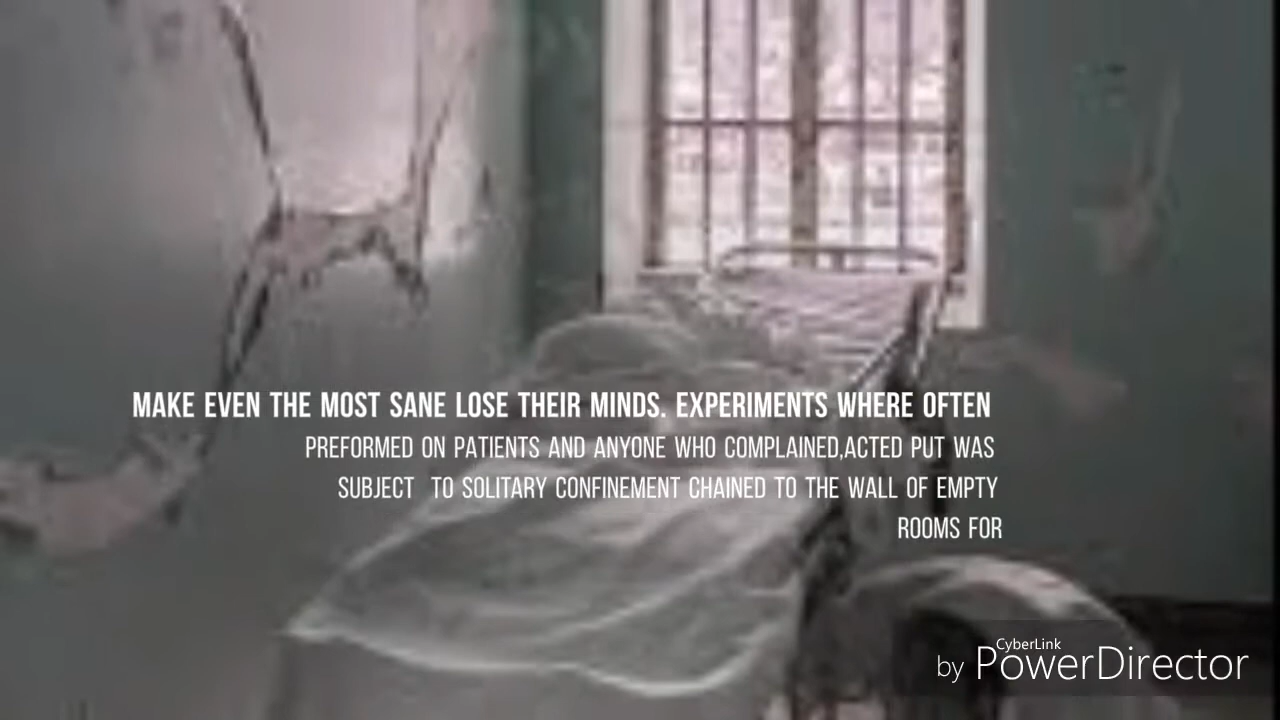 MAKE EVEN THE MOST SANE LOSE THEIR MINDS. EXPERIMENTS WHERE OFTEN
PREFORMED ON PATIENTS AND ANYONE WHO COMPLAINED,ACTED PUT WAS
SUBJECT TO SOLITARY CONFINEMENT CHAINED TO THE WALL OF EMPTY
ROOMS FOR
CyberLink
by PowerDirector